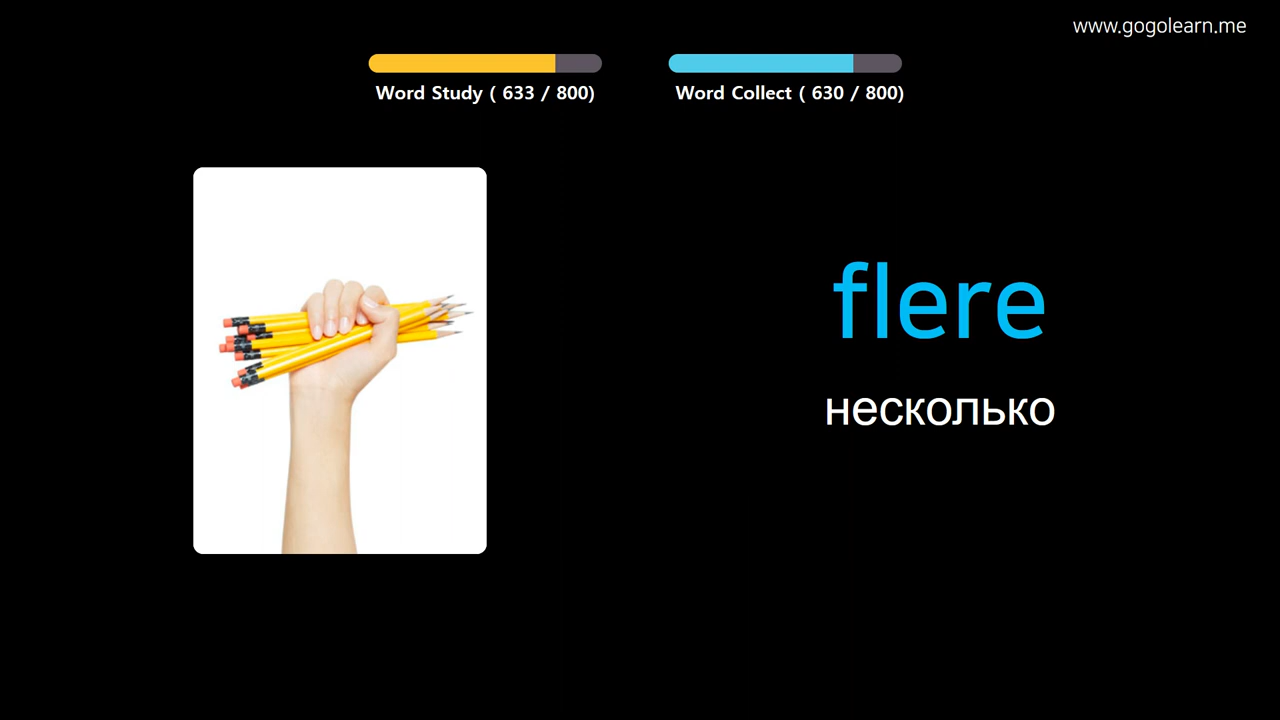 www.gogolearn.me
Word Study ( 633 / 800)
Word Collect ( 630 / 800)
flere
несколько